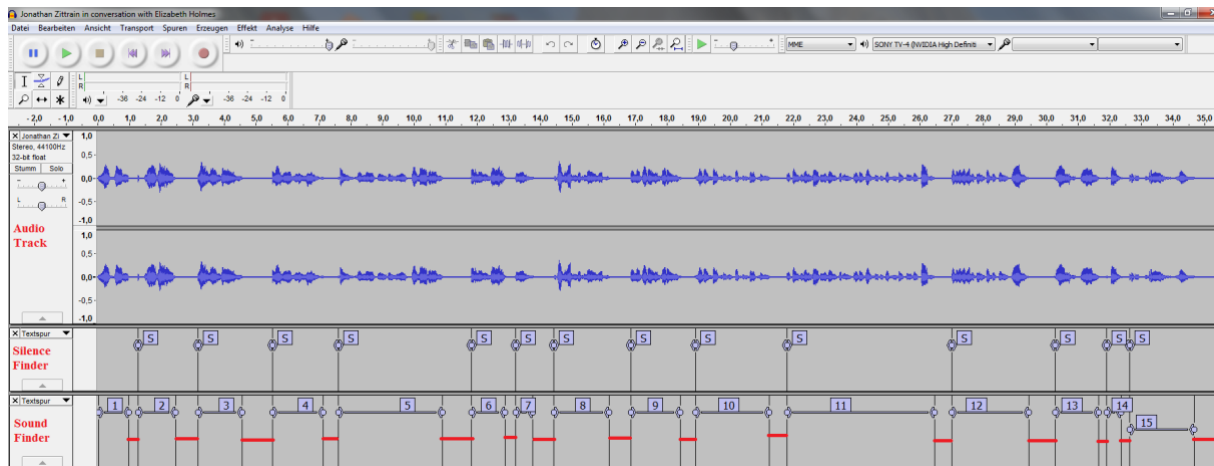 Jonathan Zittrain in conversation with Elizabeth Holmes
Datei Bearbeiten Ansicht Transport Spuren Erzeugen Effekt Analyse Hilfe
MME SONY TV-4 (NVIDIA High Definiti
L
R
L
R
-36 -24 -12 0 -36 -24 -12 0
-2,0 -1,0 0,0 1,0 2,0 3,0 4,0 5,0 6,0 7,0 8,0 9,0 10,0 11,0 12,0 13,0 14,0 15,0 16,0 17,0 18,0 19,0 20,0 21,0 22,0 23,0 24,0 25,0 26,0 27,0 28,0 29,0 30,0 31,0 32,0 33,0 34,0 35,0
X Jonathan Zi 1,0
Stereo, 44100Hz
32-bit float 0,5-
Stumm Solo
- + 0,0-
L R -0,5-
-1,0
Audio
Track
1,0
0,5-
0,0-
-0,5-
-1,0
X Textspur
S S S S S S S S S S S S S S S
Silence
Finder
X Textspur
1 2 3 4 5 6 7 8 9 10 11 12 13 14
15
Sound
Finder